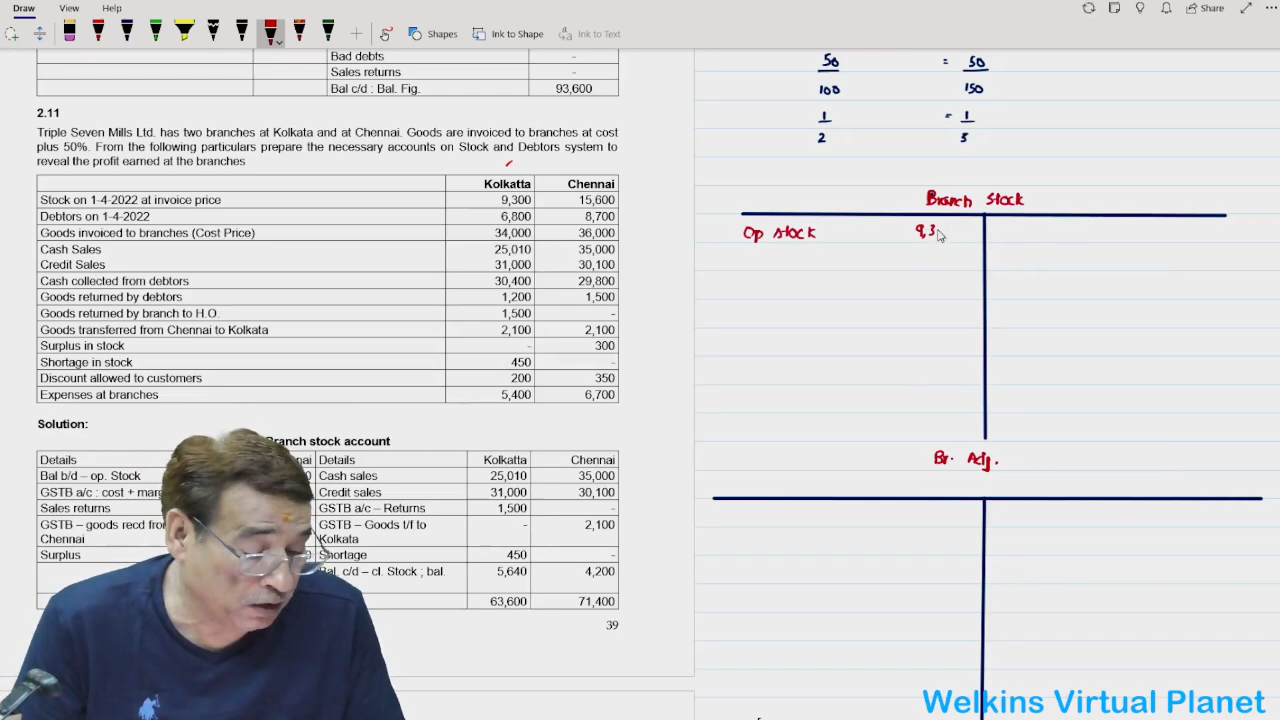 Draw View Help
Share
Shapes Ink to Shape Ink to Text
Bad debts -
Sales returns -
Bal c/d : Bal. Fig. 93,600
2.11
Triple Seven Mills Ltd. has two branches at Kolkata and at Chennai. Goods are invoiced to branches at cost
plus 50%. From the following particulars prepare the necessary accounts on Stock and Debtors system to
reveal the profit earned at the branches
Kolkatta Chennai
Stock on 1-4-2022 at invoice price 9,300 15,600
Debtors on 1-4-2022 6,800 8,700
Goods invoiced to branches (Cost Price) 34,000 36,000
Cash Sales 25,010 35,000
Credit Sales 31,000 30,100
Cash collected from debtors 30,400 29,800
Goods returned by debtors 1,200 1,500
Goods returned by branch to H.O. 1,500 -
Goods transferred from Chennai to Kolkata 2,100 2,100
Surplus in stock - 300
Shortage in stock 450 -
Discount allowed to customers 200 350
Expenses at branches 5,400 6,700
Solution:
Branch stock account
Details Details Kolkatta Chennai
Bal b/d – op. Stock Cash sales 25,010 35,000
GSTB a/c : cost + Credit sales 31,000 30,100
Sales returns GSTB a/c – Returns 1,500 -
GSTB – goods recd GSTB – Goods t/f to - 2,100
Chennai Kolkata
Surplus Shortage 450 -
c/d – cl. Stock ; bal. 5,640 4,200
63,600 71,400
39
50 = 50
100 150
1 = 1
2 3
Branch Stock
Op Stock 9,3
Br. Adj.
Welkins Virtual Planet